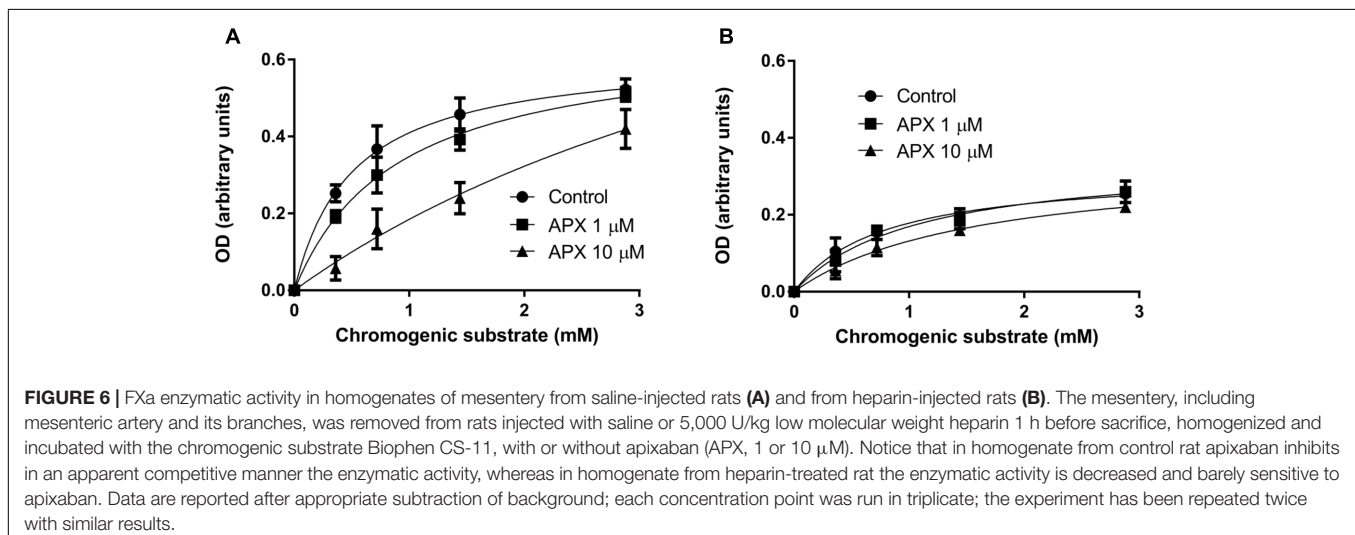 A
B
0.6
0.4
0.2
0.0
OD (arbitrary units)
Control
APX 1 μM
APX 10 μM
0 1 2 3
Chromogenic substrate (mM)
0.6
0.4
0.2
0.0
OD (arbitrary units)
Control
APX 1 μM
APX 10 μM
0 1 2 3
Chromogenic substrate (mM)
FIGURE 6 | FXa enzymatic activity in homogenates of mesentery from saline-injected rats (A) and from heparin-injected rats (B). The mesentery, including
mesenteric artery and its branches, was removed from rats injected with saline or 5,000 U/kg low molecular weight heparin 1 h before sacrifice, homogenized and
incubated with the chromogenic substrate Biophen CS-11, with or without apixaban (APX, 1 or 10 μM). Notice that in homogenate from control rat apixaban inhibits
in an apparent competitive manner the enzymatic activity, whereas in homogenate from heparin-treated rat the enzymatic activity is decreased and barely sensitive to
apixaban. Data are reported after appropriate subtraction of background; each concentration point was run in triplicate; the experiment has been repeated twice
with similar results.